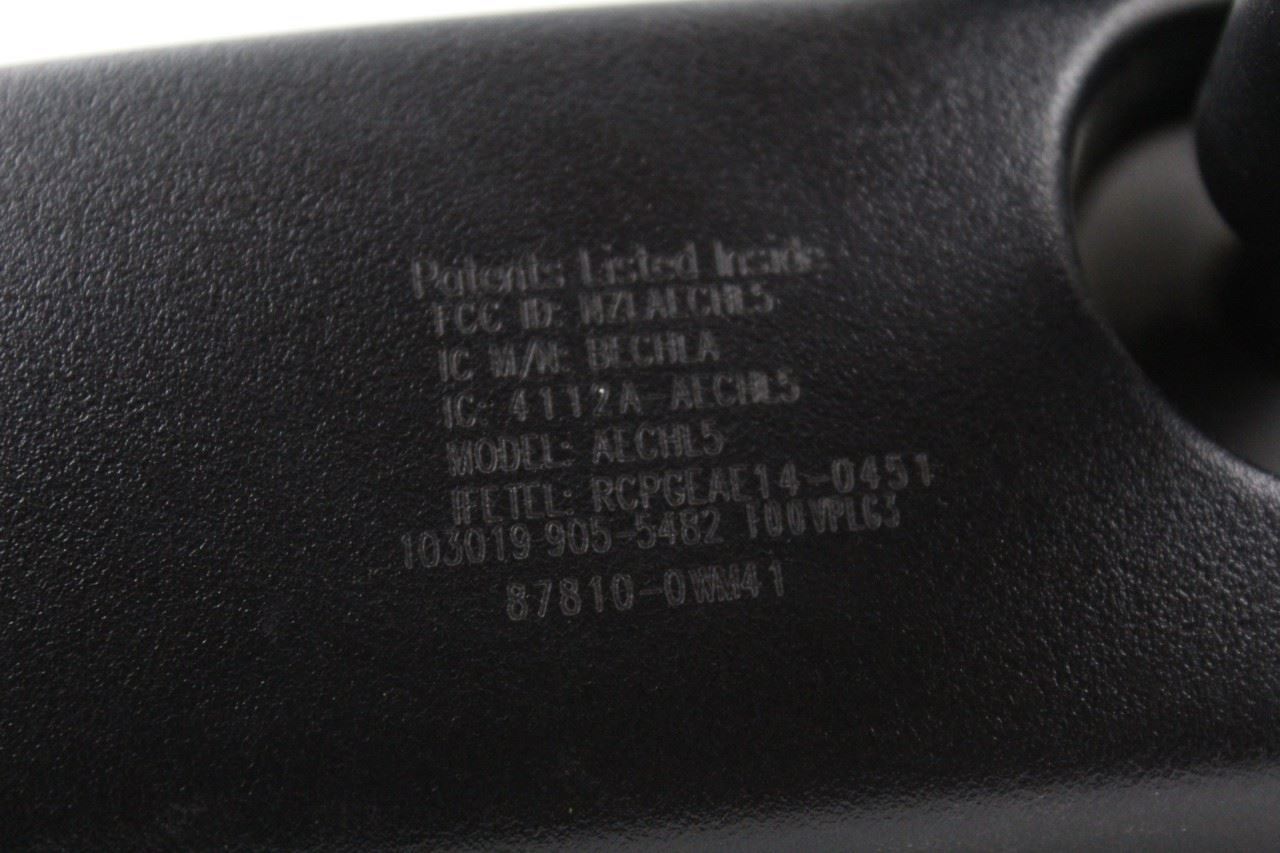 Patents Listed Inside
FCC ID: NZLAECHL5
IC M/N: BECHLA
IC: 4112A-AECHL5
MODEL: AECHL5
IFETEL: RCPGEAE14-0451
103019 905-5482 T00VPLG3
87810-0WM41